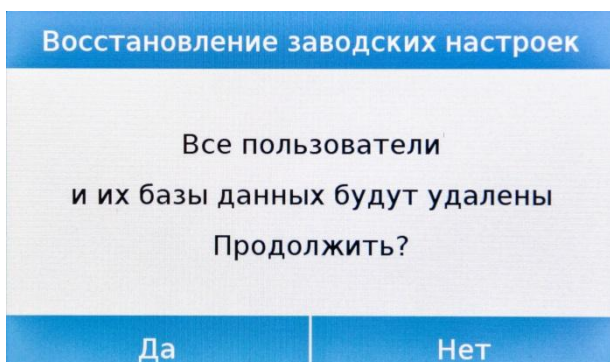 Восстановление заводских настроек
Все пользователи
и их базы данных будут удалены
Продолжить?
Да
Нет